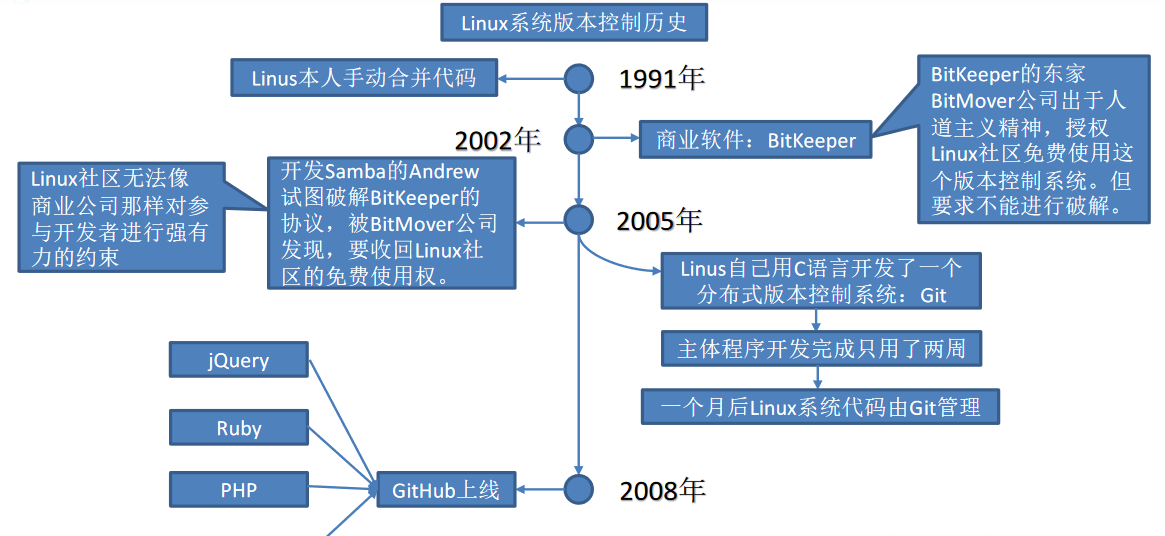 Linux系统版本控制历史
Linus本人手动合并代码
1991年
2002年
商业软件：BitKeeper
BitKeeper的东家
BitMover公司出于人
道主义精神，授权
Linux社区免费使用这
个版本控制系统。但
要求不能进行破解。
Linux社区无法像
商业公司那样对参
与开发者进行强有
力的约束
开发Samba的Andrew
试图破解BitKeeper的
协议，被BitMover公司
发现，要收回Linux社
区的免费使用权。
2005年
Linus自己用C语言开发了一个
分布式版本控制系统：Git
主体程序开发完成只用了两周
一个月后Linux系统代码由Git管理
jQuery
Ruby
PHP
GitHub上线
2008年